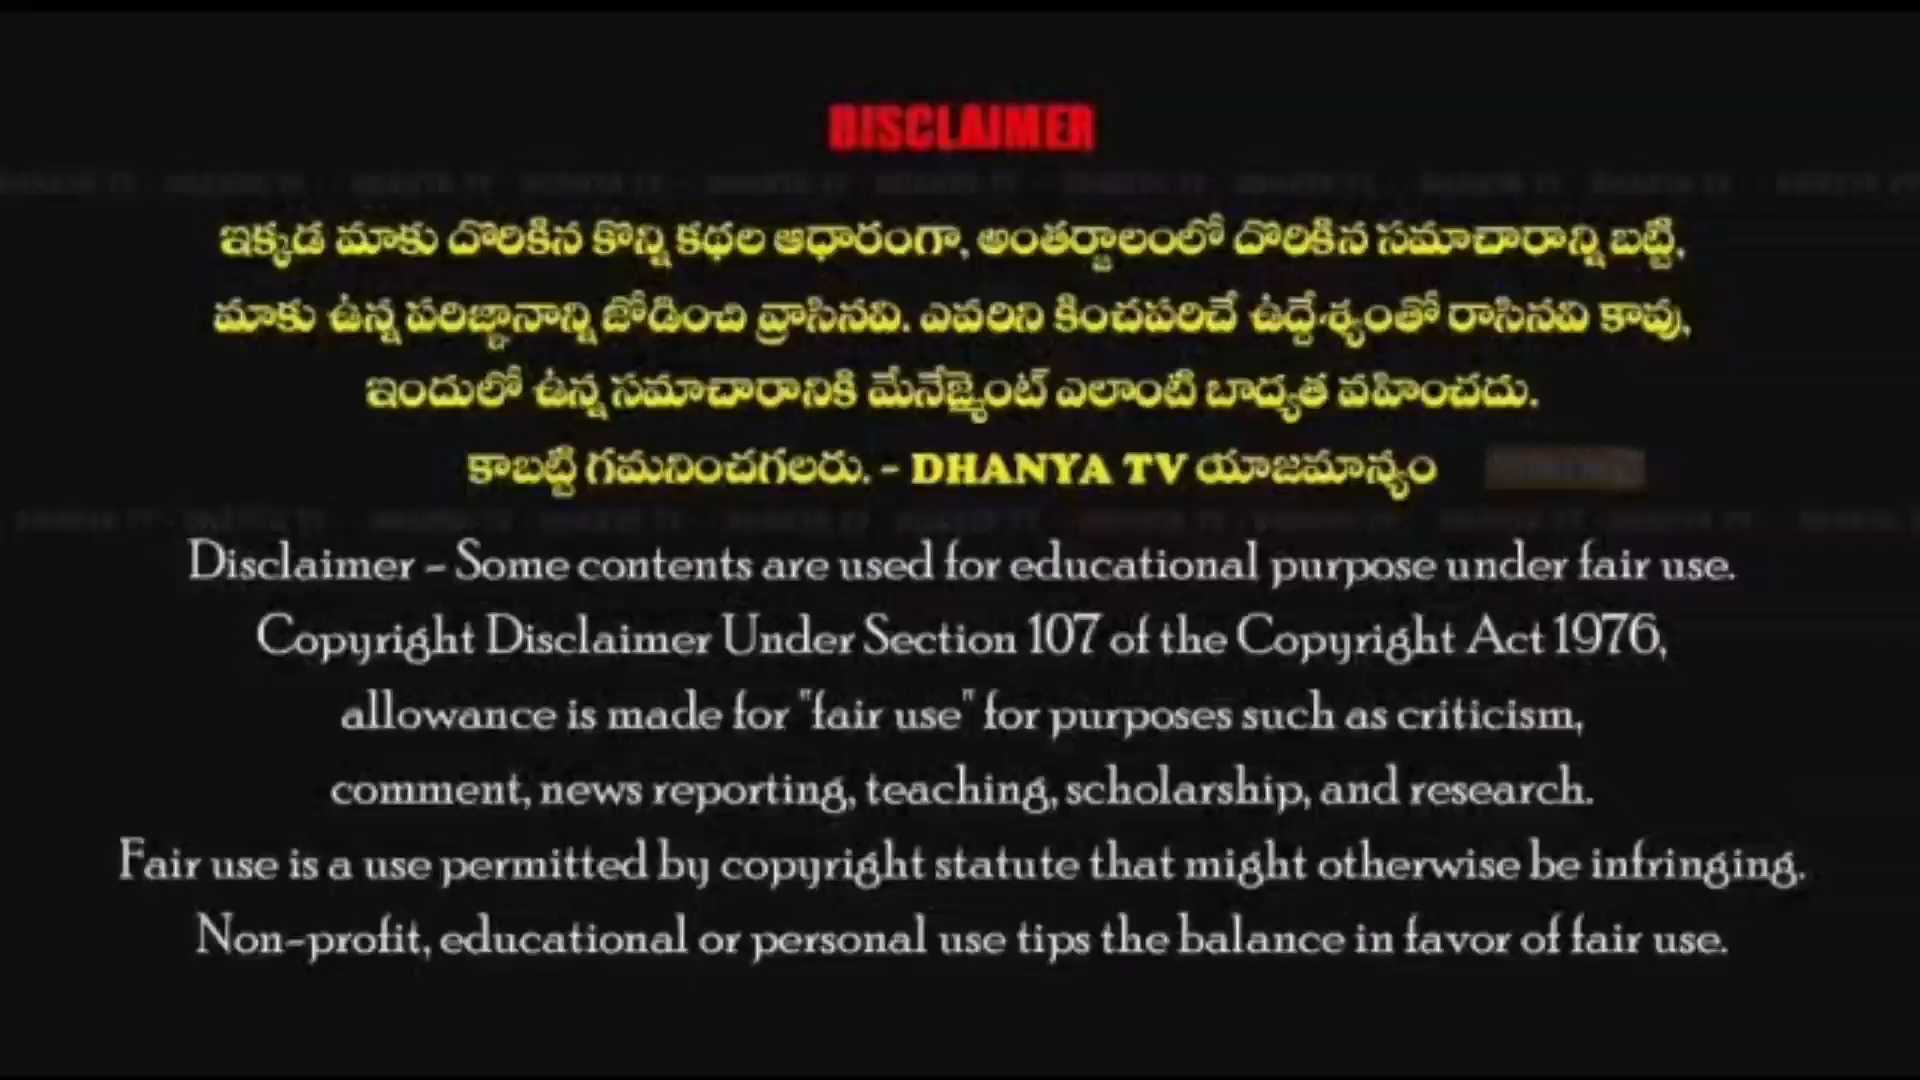 DISCLAIMER
ఇక్కడ మాకు దొరికిన కొన్ని కథల ఆధారంగా, అంతర్జాలంలో దొరికిన సమాచారాన్ని బట్టి,
మాకు ఉన్న పరిజ్ఞానాన్ని జోడించి వ్రాసినవి. ఎవరిని కించపరిచే ఉద్దేశ్యంతో రాసినవి కావు,
ఇందులో ఉన్న సమాచారానికి మేనేజ్మెంట్ ఎలాంటి బాద్యత వహించదు.
కాబట్టి గమనించగలరు. - DHANYA TV యాజమాన్యం
Disclaimer - Some contents are used for educational purpose under fair use.
Copyright Disclaimer Under Section 107 of the Copyright Act 1976,
allowance is made for "fair use" for purposes such as criticism,
comment, news reporting, teaching, scholarship, and research.
Fair use is a use permitted by copyright statute that might otherwise be infringing.
Non-profit, educational or personal use tips the balance in favor of fair use.